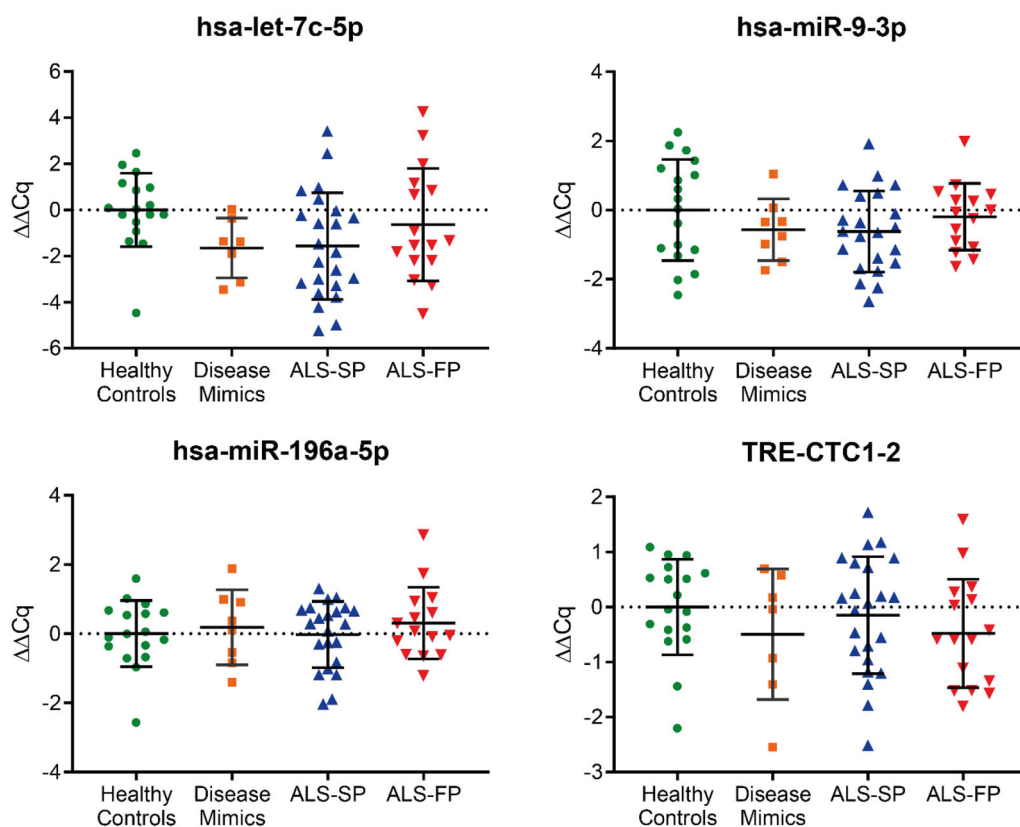 hsa-let-7c-5p
ΔΔCq
6
4
2
0
-2
-4
-6
Healthy
Controls
Disease
Mimics
ALS-SP
ALS-FP
hsa-miR-9-3p
ΔΔCq
4
2
0
-2
-4
Healthy
Controls
Disease
Mimics
ALS-SP
ALS-FP
hsa-miR-196a-5p
ΔΔCq
4
2
0
-2
-4
Healthy
Controls
Disease
Mimics
ALS-SP
ALS-FP
TRE-CTC1-2
ΔΔCq
2
1
0
-1
-2
-3
Healthy
Controls
Disease
Mimics
ALS-SP
ALS-FP